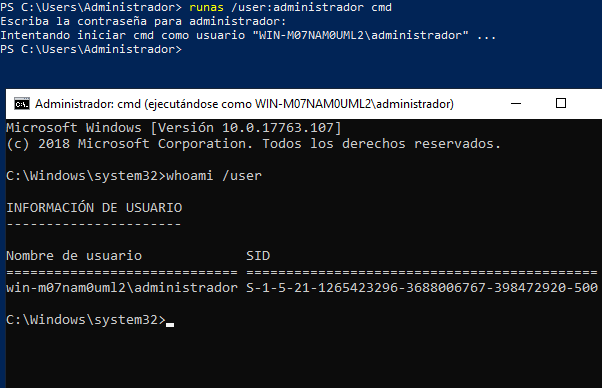 PS C:\Users\Administrador> runas /user:administrador cmd
Escriba la contraseña para administrador:
Intentando iniciar cmd como usuario "WIN-M07NAM0UML2\administrador" ...
PS C:\Users\Administrador>
Administrador: cmd (ejecutándose como WIN-M07NAM0UML2\administrador)
Microsoft Windows [Versión 10.0.17763.107]
(c) 2018 Microsoft Corporation. Todos los derechos reservados.
C:\Windows\system32>whoami /user
INFORMACIÓN DE USUARIO
----------------------
Nombre de usuario             SID
============================= ============================================
win-m07nam0uml2\administrador S-1-5-21-1265423296-3688006767-398472920-500
C:\Windows\system32>